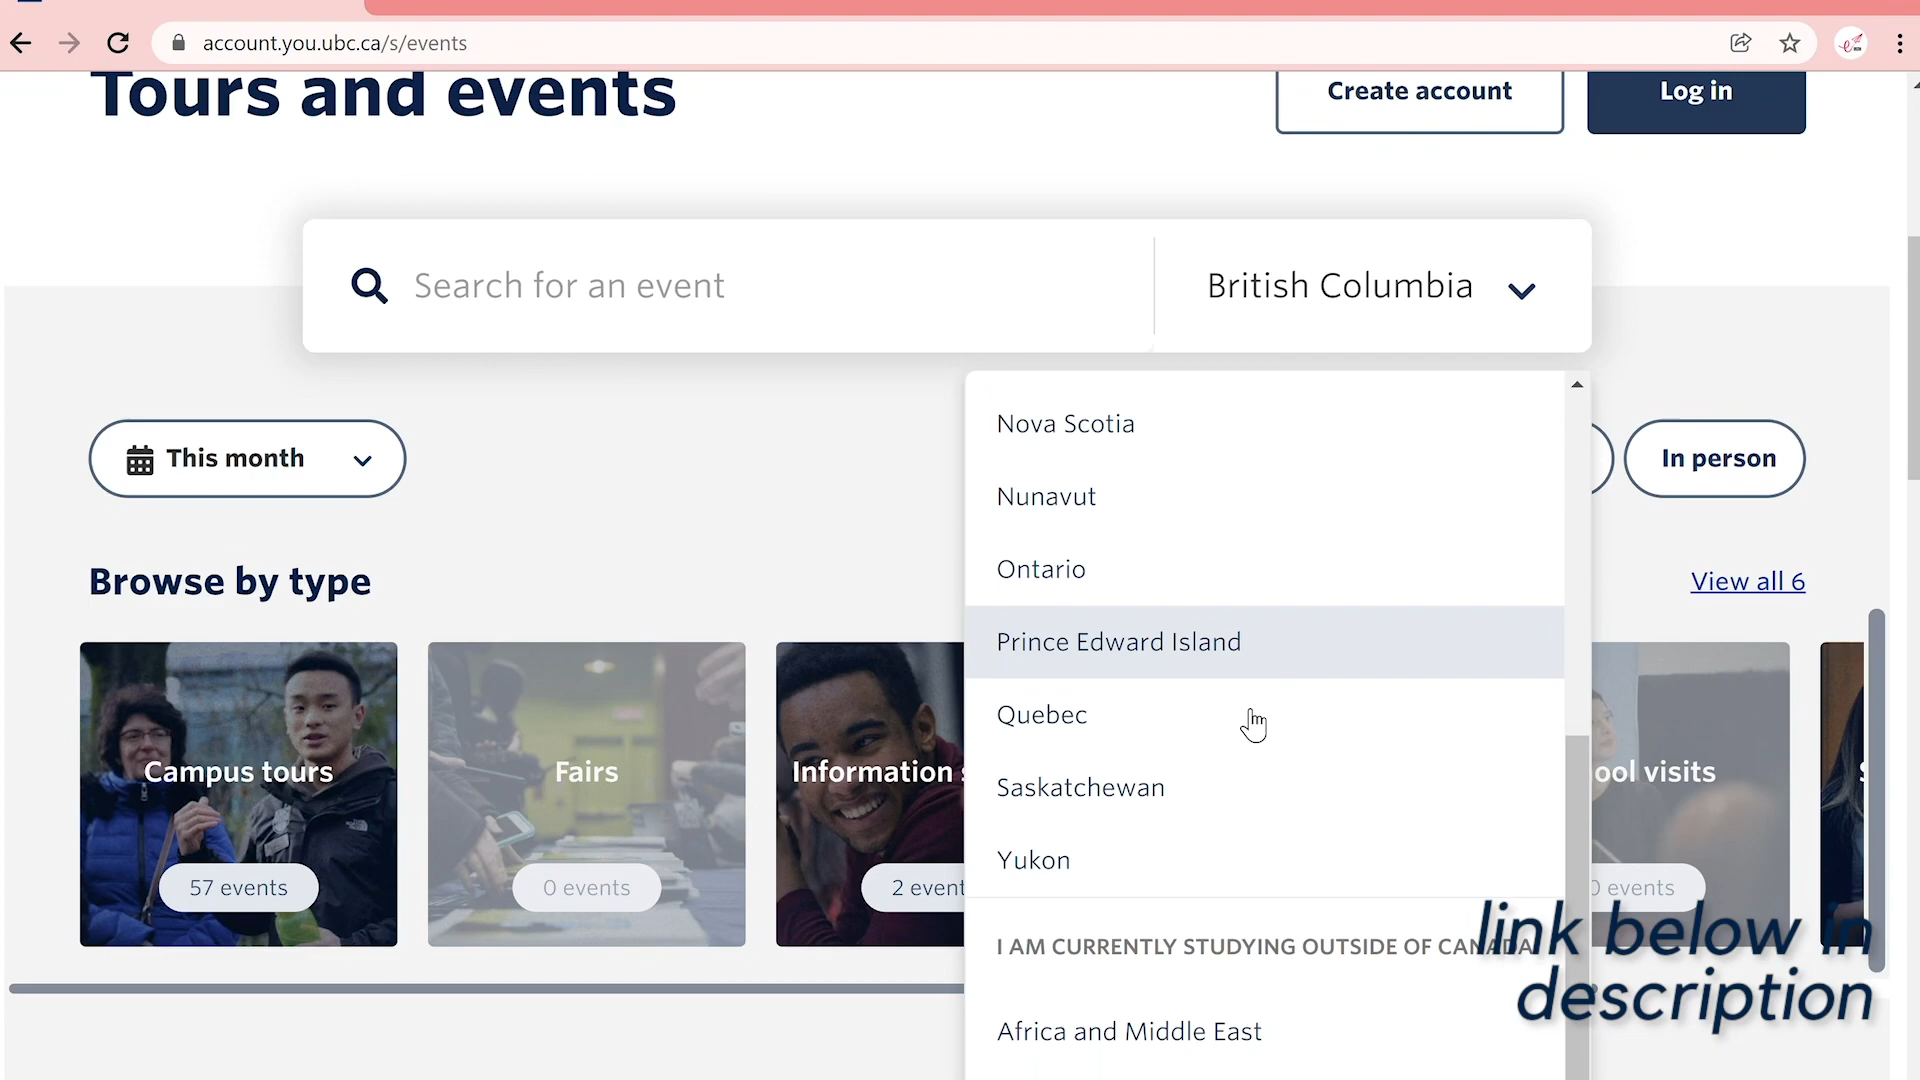 account.you.ubc.ca/s/events
Tours and events
Create account
Log in
Search for an event
British Columbia
This month
In person
Nova Scotia
Nunavut
Ontario
Prince Edward Island
Quebec
Saskatchewan
Yukon
I AM CURRENTLY STUDYING OUTSIDE OF CANADA
Africa and Middle East
Browse by type
View all 6
Campus tours
57 events
Fairs
0 events
Information
2 event
ool visits
0 events
link below in
description